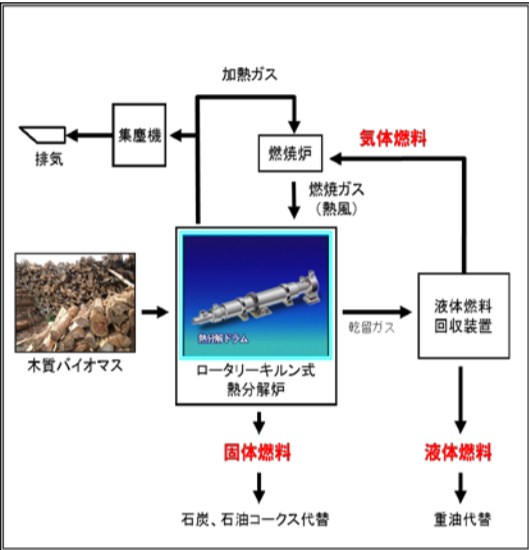 加熱ガス
集塵機
排気
燃焼炉
気体燃料
燃焼ガス
(熱風)
熱分解ドラム
木質バイオマス
ロータリーキルン式
熱分解炉
乾留ガス
液体燃料
回収装置
固体燃料
液体燃料
石炭、石油コークス代替
重油代替